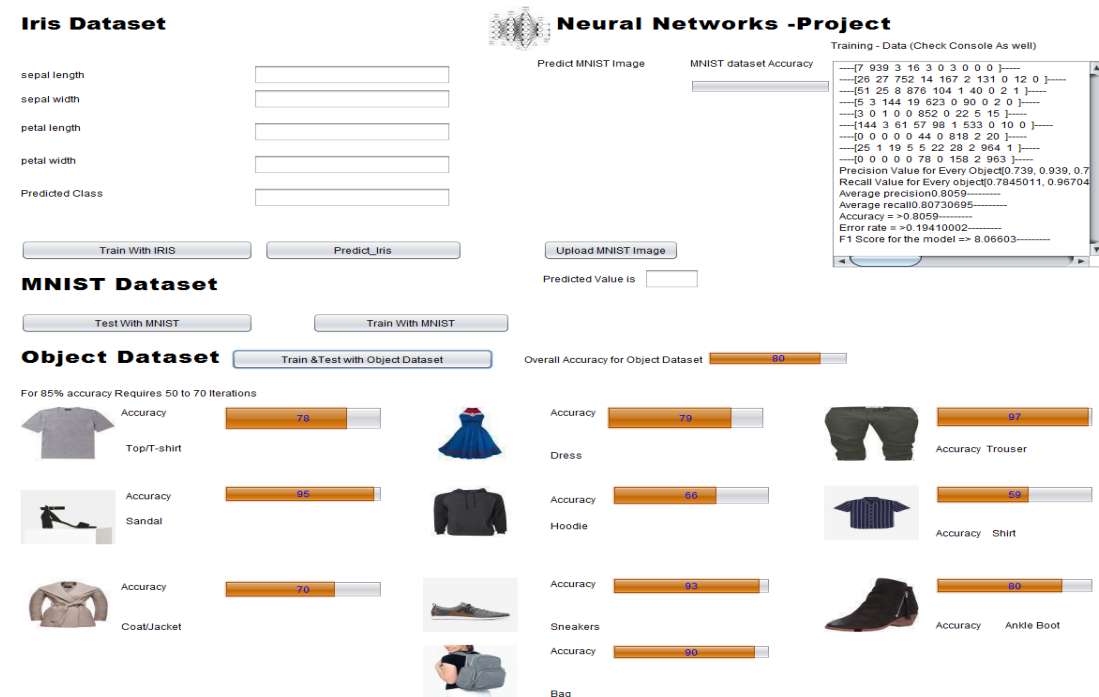 Iris Dataset
Neural Networks -Project
Training - Data (Check Console As well)
Predict MNIST Image
MNIST dataset Accuracy
sepal length
sepal width
petal length
petal width
Predicted Class
----[7 939 3 16 3 0 3 0 0 0 ]-----
----[26 27 752 14 167 2 131 0 12 0 ]-----
----[51 25 8 876 104 1 40 0 2 1 ]-----
----[5 3 144 19 623 0 90 0 2 0 ]-----
----[3 0 1 0 0 852 0 22 5 15 ]-----
----[144 3 61 57 98 1 533 0 10 0 ]-----
----[0 0 0 0 0 44 0 818 2 20 ]-----
----[25 1 19 5 5 22 28 2 964 1 ]-----
----[0 0 0 0 0 78 0 158 2 963 ]-----
Precision Value for Every Object[0.739, 0.939, 0.7
Recall Value for Every object[0.7845011, 0.96704
Average precision0.8059---------
Average recall0.80730695---------
Accuracy = >0.8059---------
Error rate = >0.19410002---------
F1 Score for the model => 8.06603---------
Train With IRIS
Predict_Iris
Upload MNIST Image
MNIST Dataset
Predicted Value is
Test With MNIST
Train With MNIST
Object Dataset
Train &Test with Object Dataset
Overall Accuracy for Object Dataset
80
For 85% accuracy Requires 50 to 70 Iterations
Accuracy
78
Top/T-shirt
Accuracy
79
Dress
97
Accuracy Trouser
Accuracy
95
Sandal
Accuracy
66
Hoodie
59
Accuracy Shirt
Accuracy
70
Coat/Jacket
Accuracy
93
Sneakers
80
Accuracy Ankle Boot
Accuracy
90
Bag